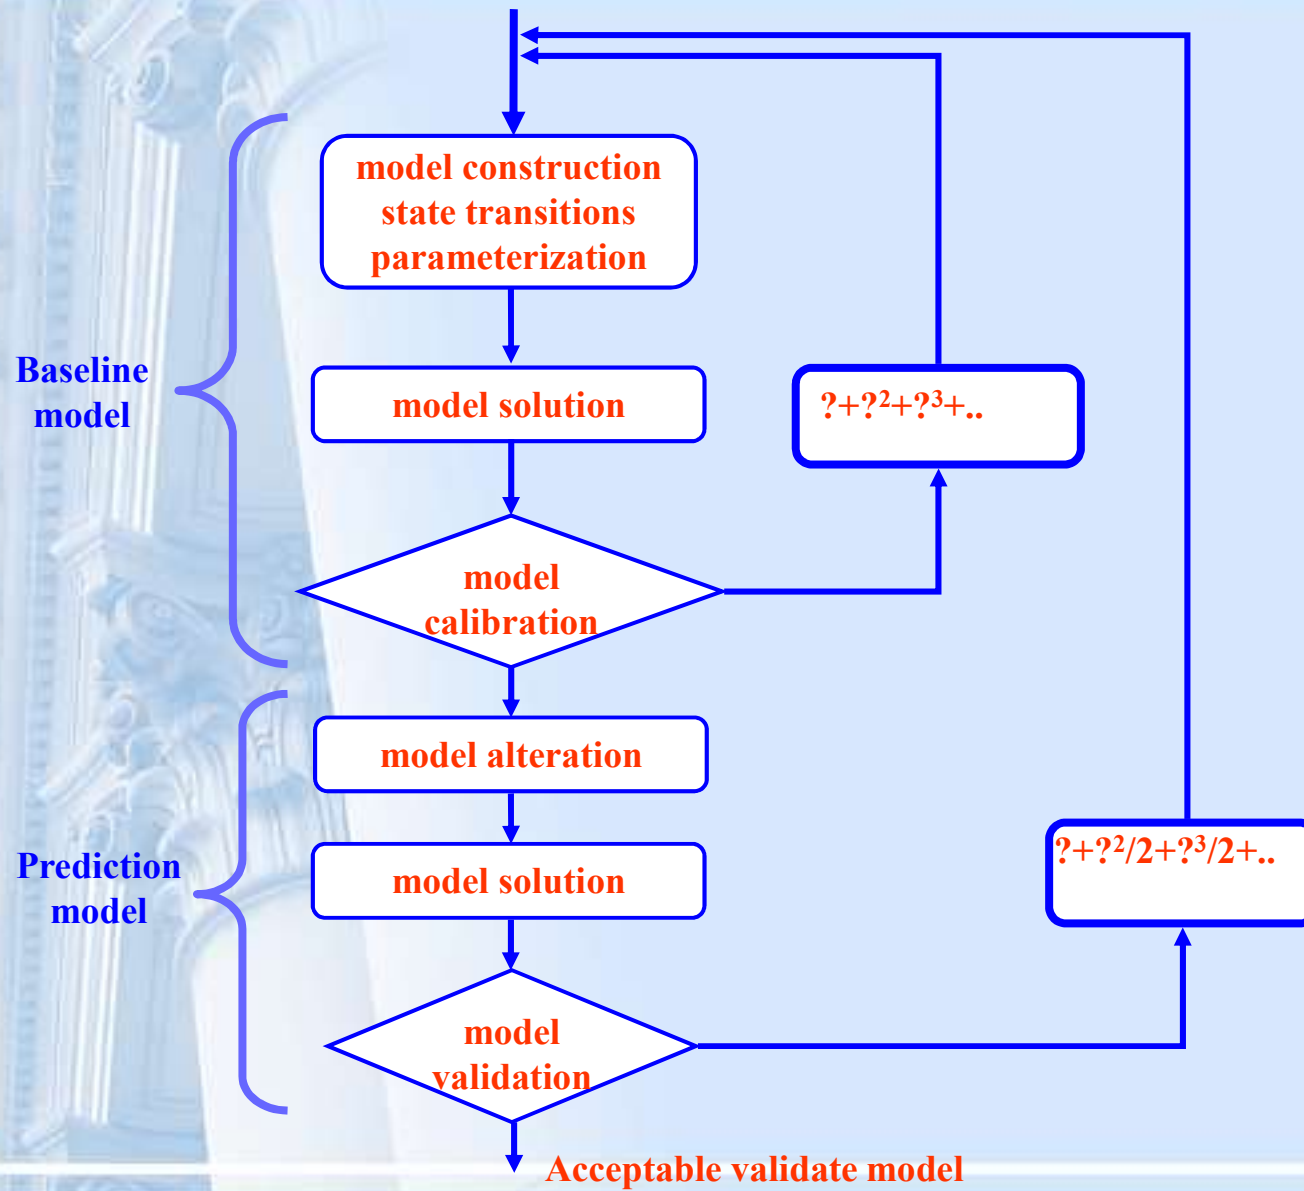 model construction
state transitions
parameterization
Baseline
model
model solution
?+?²+?³+..
model
calibration
model alteration
Prediction
model
model solution
?+?²/2+?³/2+..
model
validation
Acceptable validate model